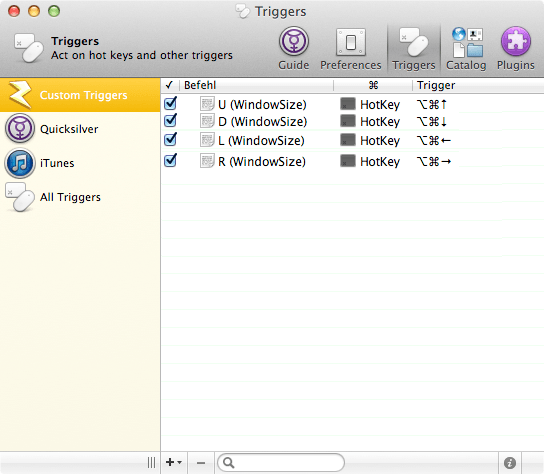 Triggers
Triggers
Act on hot keys and other triggers
Guide Preferences Triggers Catalog Plugins
Custom Triggers
Quicksilver
iTunes
All Triggers
✓ Befehl ⌘ Trigger
U (WindowSize) HotKey ⌥⌘↑
D (WindowSize) HotKey ⌥⌘↓
L (WindowSize) HotKey ⌥⌘←
R (WindowSize) HotKey ⌥⌘→